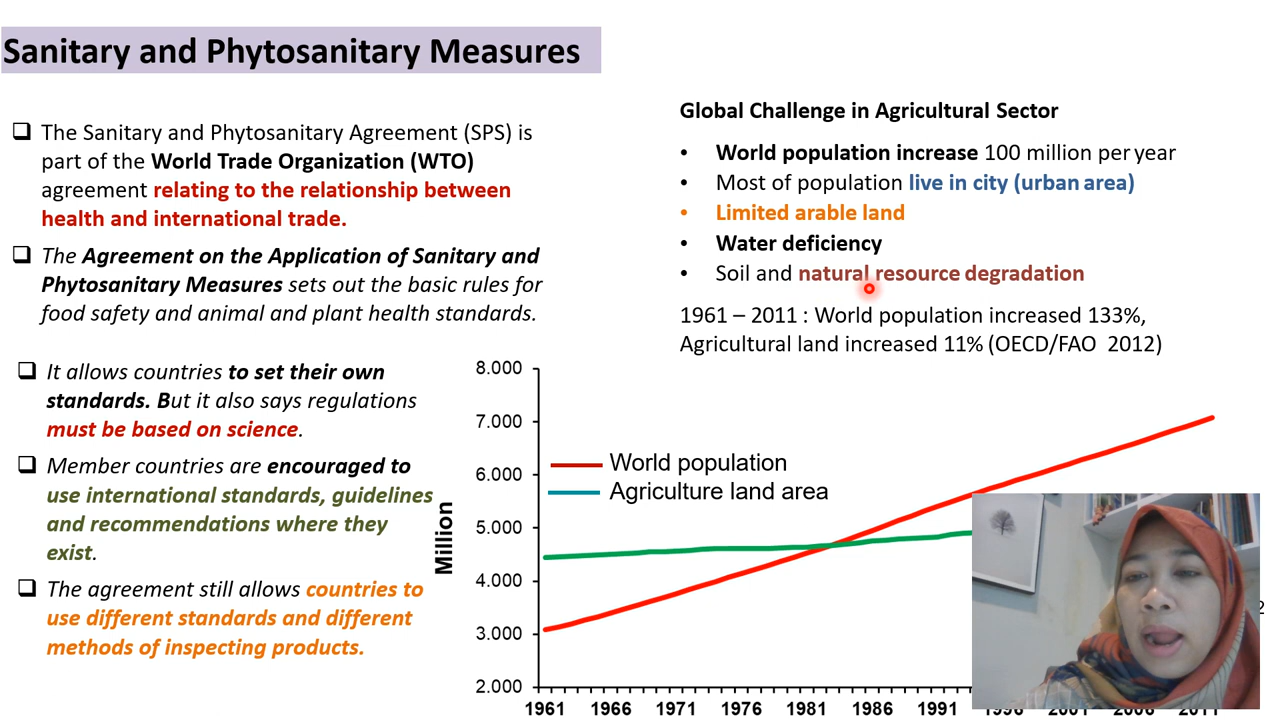 Sanitary and Phytosanitary Measures
❑ The Sanitary and Phytosanitary Agreement (SPS) is
part of the World Trade Organization (WTO)
agreement relating to the relationship between
health and international trade.
❑ The Agreement on the Application of Sanitary and
Phytosanitary Measures sets out the basic rules for
food safety and animal and plant health standards.
❑ It allows countries to set their own
standards. But it also says regulations
must be based on science.
❑ Member countries are encouraged to
use international standards, guidelines
and recommendations where they
exist.
❑ The agreement still allows countries to
use different standards and different
methods of inspecting products.
Global Challenge in Agricultural Sector
• World population increase 100 million per year
• Most of population live in city (urban area)
• Limited arable land
• Water deficiency
• Soil and natural resource degradation
1961 – 2011 : World population increased 133%,
Agricultural land increased 11% (OECD/FAO 2012)
8.000
7.000
6.000
5.000
4.000
3.000
2.000
Million
World population
Agriculture land area
1961 1966 1971 1976 1981 1986 1991 1996 2001 2006 2011
2